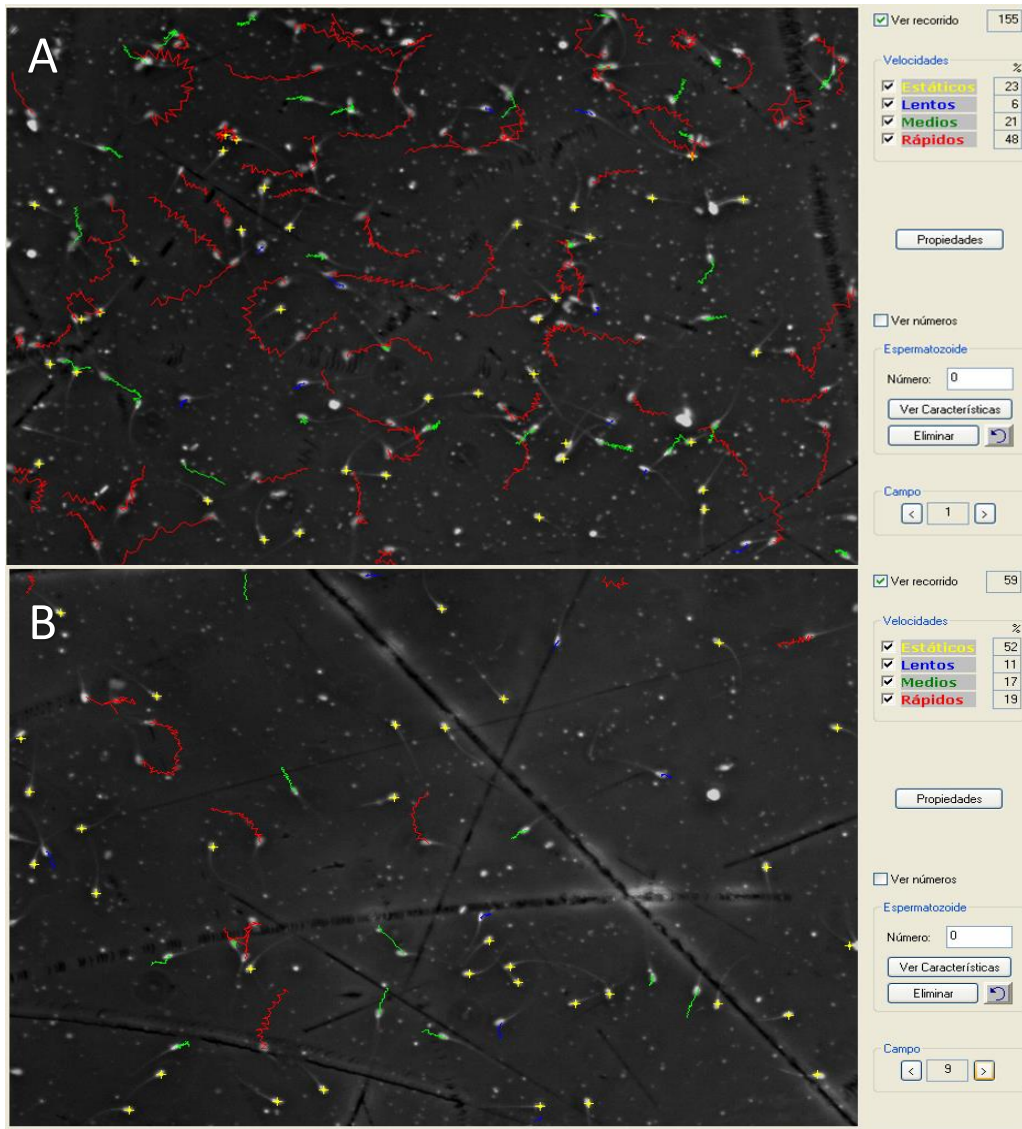 A
Ver recorrido 155
Velocidades
%
Estáticos 23
Lentos 6
Medios 21
Rápidos 48
Propiedades
Ver números
Espermatozoide
Número: 0
Ver Característicås
Eliminar
Campo
< 1 >
B
Ver recorrido 59
Velocidades
%
Estáticos 52
Lentos 11
Medios 17
Rápidos 19
Propiedades
Ver números
Espermatozoide
Número: 0
Ver Características
Eliminar
Campo
< 9 >